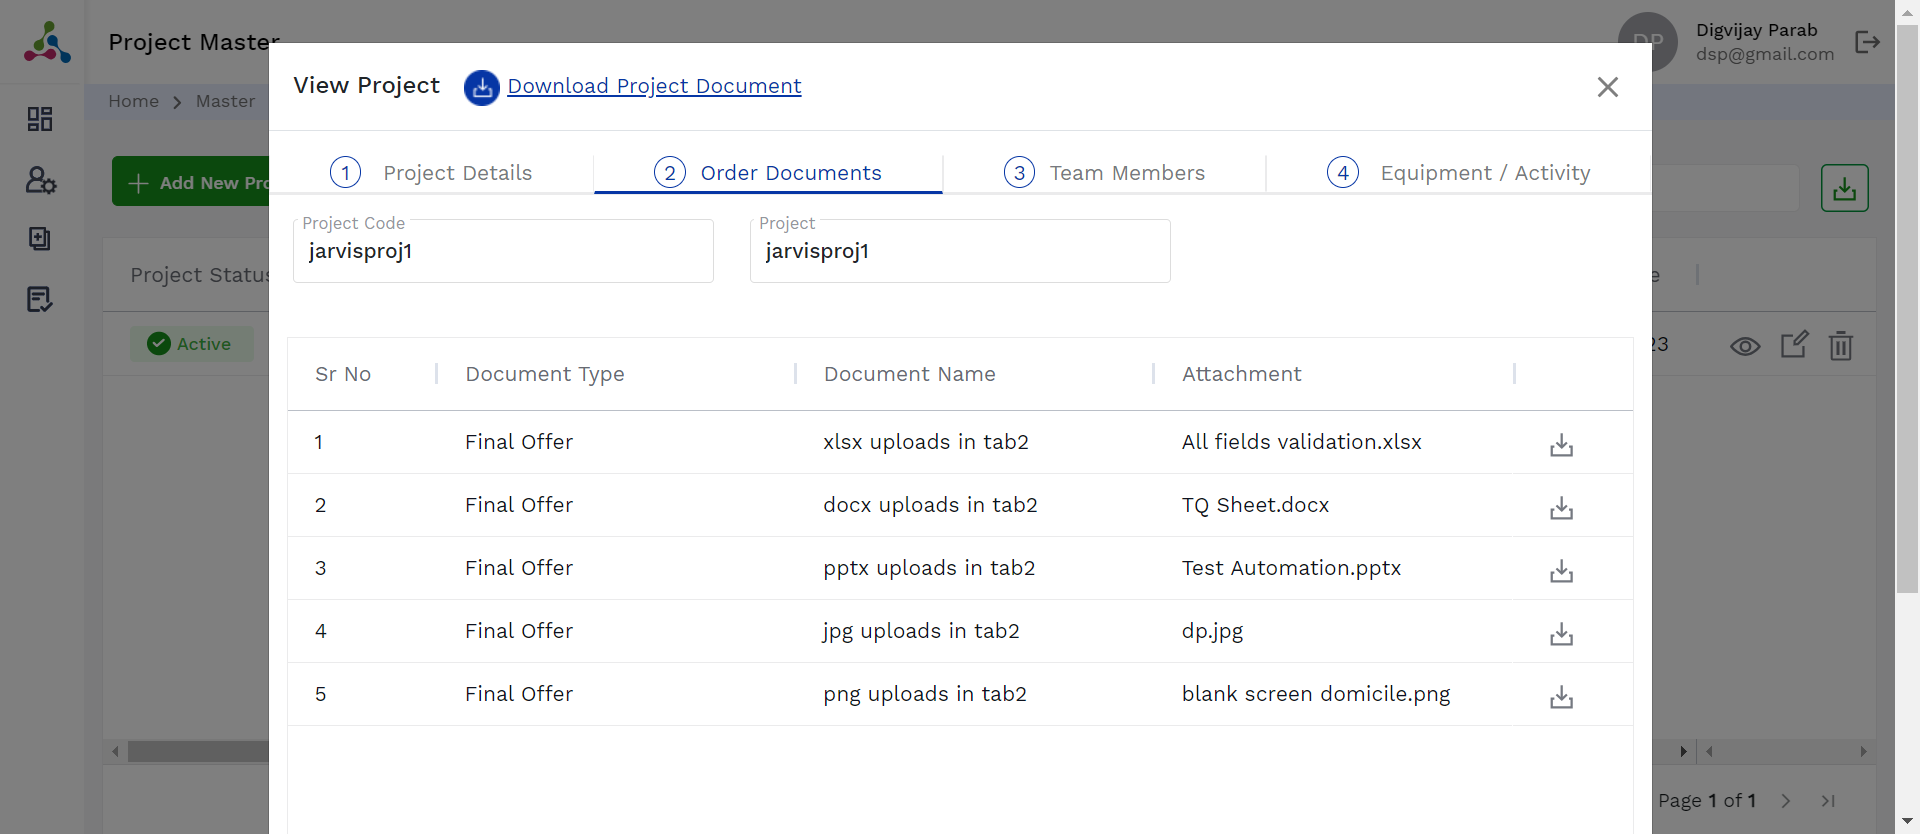 Project Master
DP
Digvijay Parab
dsp@gmail.com
Home
Master
View Project
Download Project Document
Add New Pro
1 Project Details
2 Order Documents
3 Team Members
4 Equipment / Activity
Project Code
jarvisproj1
Project
jarvisproj1
Project Status
e
Active
23
Sr No Document Type Document Name Attachment
1 Final Offer xlsx uploads in tab2 All fields validation.xlsx
2 Final Offer docx uploads in tab2 TQ Sheet.docx
3 Final Offer pptx uploads in tab2 Test Automation.pptx
4 Final Offer jpg uploads in tab2 dp.jpg
5 Final Offer png uploads in tab2 blank screen domicile.png
Page 1 of 1